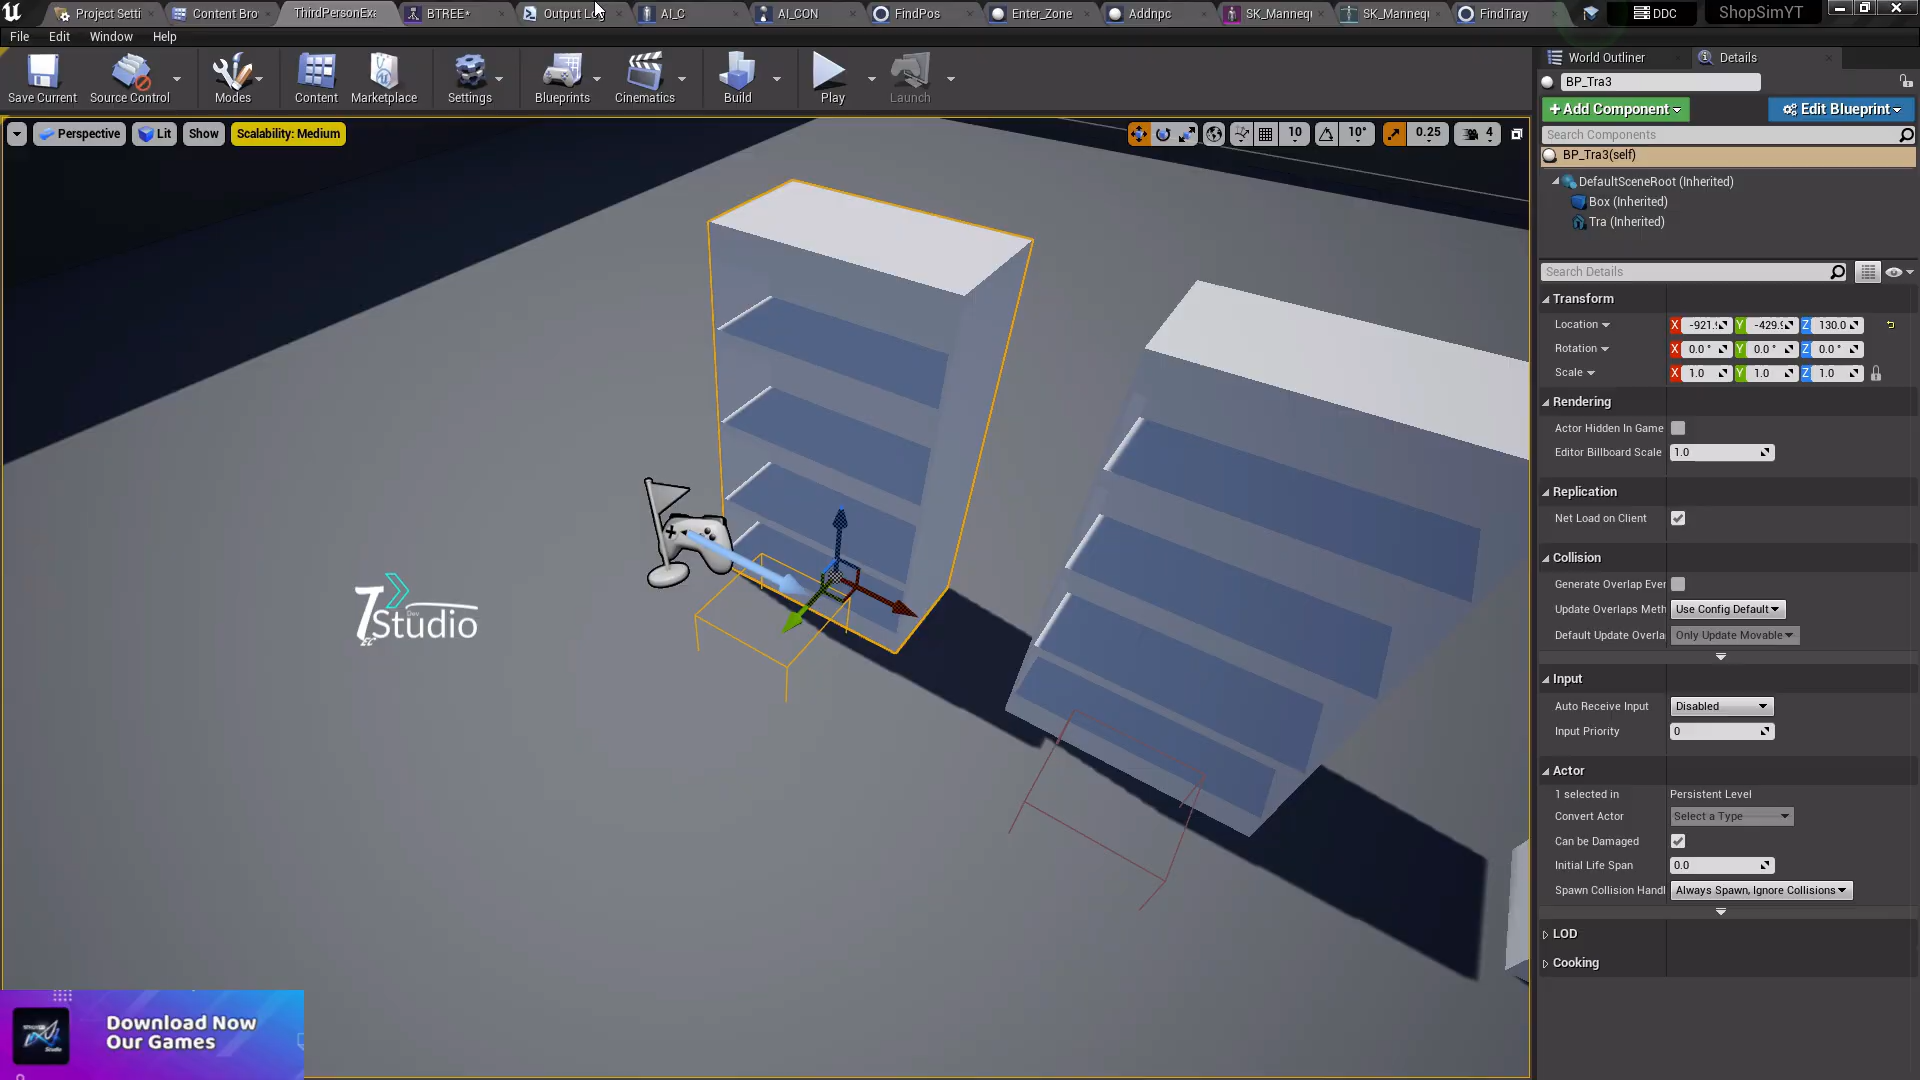 Project Setti
Content Bro
ThirdPersonExa
BTREE*
Output Lo
AI_C
AI_CON
FindPos
Enter_Zone
Addnpc
SK_Mannequ
SK_Mannequ
FindTray
DDC
ShopSimYT
File
Edit
Window
Help
Save Current
Source Control
Modes
Content
Marketplace
Settings
Blueprints
Cinematics
Build
Play
Launch
Perspective
Lit
Show
Scalability: Medium
10
10°
0.25
4
World Outliner
Details
BP_Tra3
+Add Component
Edit Blueprint
Search Components
BP_Tra3(self)
DefaultSceneRoot (Inherited)
Box (Inherited)
Tra (Inherited)
Search Details
Transform
Location
X
Y
Z
130.0
Rotation
X 0.0 °
Y 0.0 °
Z 0.0 °
Scale
X 1.0
Y 1.0
Z 1.0
Rendering
Actor Hidden In Game
Editor Billboard Scale
1.0
Replication
Net Load on Client
Collision
Generate Overlap Ever
Update Overlaps Meth
Use Config Default
Default Update Overla
Only Update Movable
Input
Auto Receive Input
Disabled
Input Priority
0
Actor
1 selected in
Persistent Level
Convert Actor
Select a Type
Can be Damaged
Initial Life Span
0.0
Spawn Collision Handl
Always Spawn, Ignore Collisions
LOD
Cooking
Dev
Studio
Download Now
Our Games